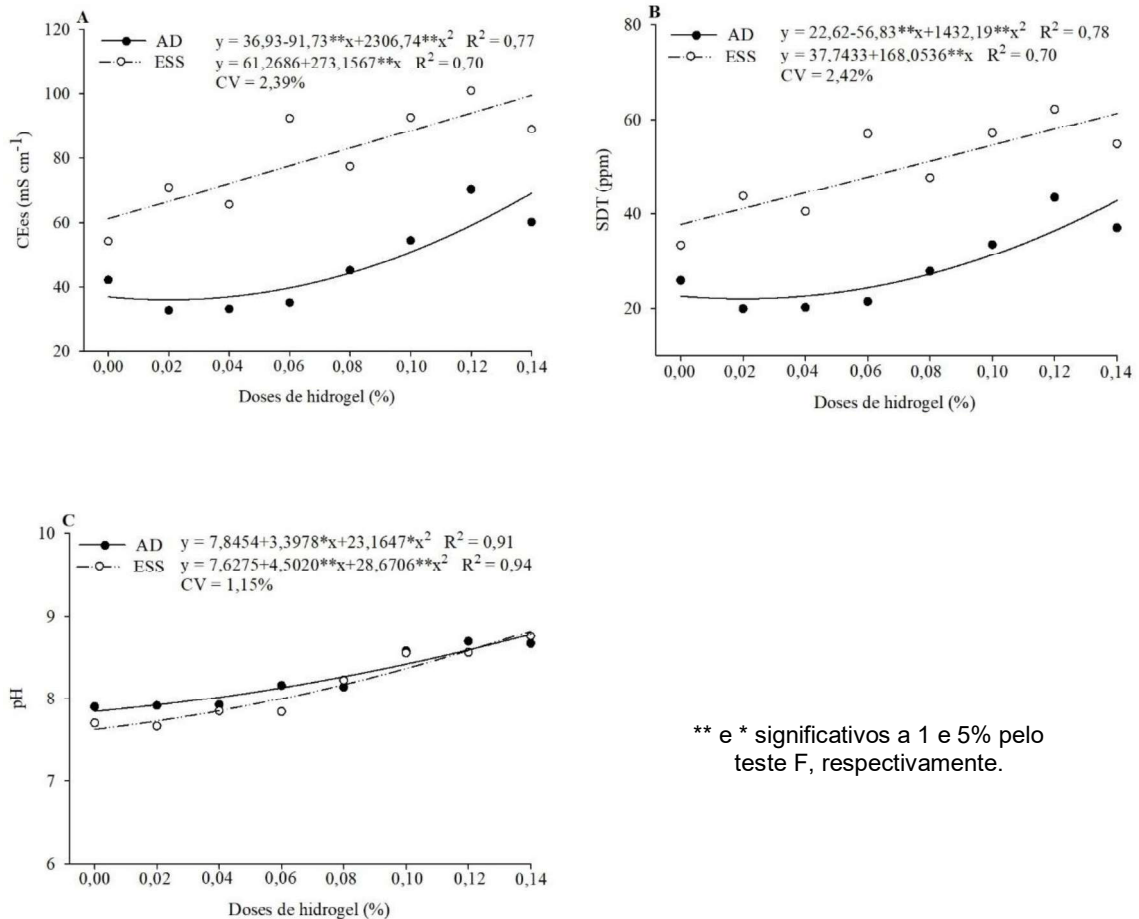 A
AD y = 36,93-91,73**x+2306,74**x² R² = 0,77
ESS y = 61,2686+273,1567**x R² = 0,70
CV = 2,39%
120
100
80
60
40
20
CEes (mS cm⁻¹)
0,00 0,02 0,04 0,06 0,08 0,10 0,12 0,14
Doses de hidrogel (%)
B
AD y = 22,62-56,83**x+1432,19**x² R² = 0,78
ESS y = 37,7433+168,0536**x R² = 0,70
CV = 2,42%
80
60
40
20
SDT (ppm)
0,00 0,02 0,04 0,06 0,08 0,10 0,12 0,14
Doses de hidrogel (%)
C
AD y = 7,8454+3,3978*x+23,1647*x² R² = 0,91
ESS y = 7,6275+4,5020**x+28,6706**x² R² = 0,94
CV = 1,15%
10
9
8
7
6
pH
0,00 0,02 0,04 0,06 0,08 0,10 0,12 0,14
Doses de hidrogel (%)
** e * significativos a 1 e 5% pelo
teste F, respectivamente.